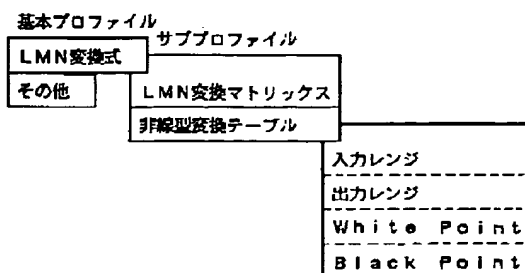 基本プロファイル
サブプロファイル
LMN変換式
その他
LMN変換マトリックス
非線型変換テーブル
入力レンジ
出力レンジ
White Point
Black Point